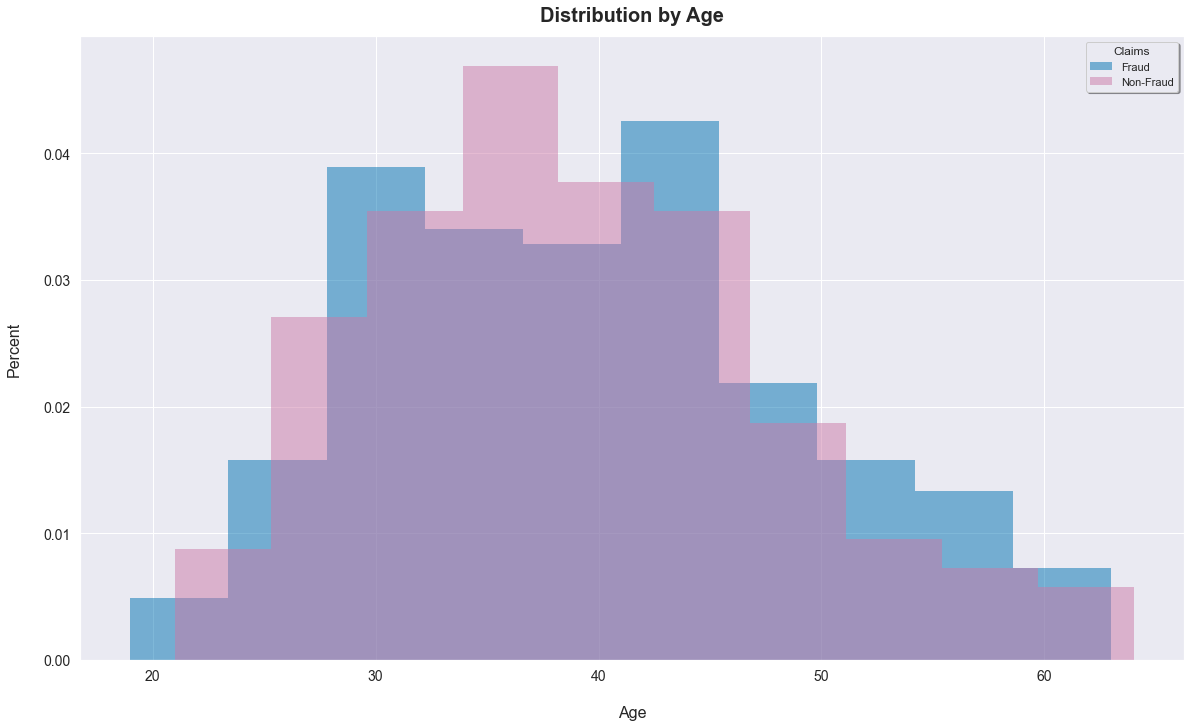 Distribution by Age
Claims
Fraud
Non-Fraud
Percent
0.04
0.03
0.02
0.01
0.00
20 30 40 50 60
Age